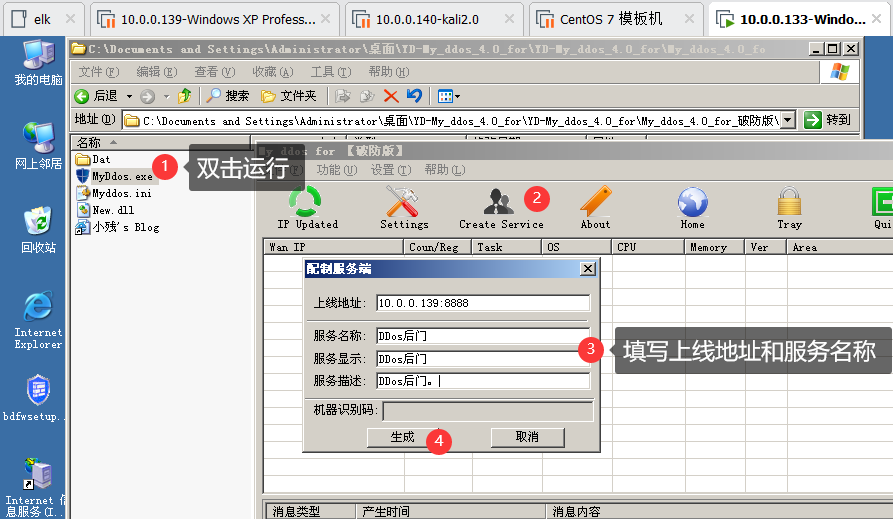 elk
10.0.0.139-Windows XP Profess...
10.0.0.140-kali2.0
CentOS 7 模板机
10.0.0.133-Windo...
我的电脑
网上邻居
回收站
Internet Explorer
bdfwsetup...
Internet 信息服务(I...
C:\Documents and Settings\Administrator\桌面\YD-My_ddos_4.0_for\YD-My_ddos_4.0_for\My_ddos_4.0_fo
文件(F) 编辑(E) 查看(V) 收藏(A) 工具(T) 帮助(H)
后退 搜索 文件夹
地址(D) C:\Documents and Settings\Administrator\桌面\YD-My_ddos_4.0_for\YD-My_ddos_4.0_for\My_ddos_4.0_for_破防版\ 转到
名称
Dat
MyDdos.exe
Myddos.ini
New.dll
小残's Blog
1 双击运行
My ddos for 【破防版】
功能(U) 设置(T) 帮助(L)
2
IP Updated Settings Create Service About Home Tray Qui
Wan IP Coun/Reg Task OS CPU Memory Ver Area
配制服务端
上线地址: 10.0.0.139:8888
服务名称: DDos后门
服务显示: DDos后门
服务描述: DDos后门。
机器识别码:
生成 取消
3 填写上线地址和服务名称
4
消息类型 产生时间 消息内容